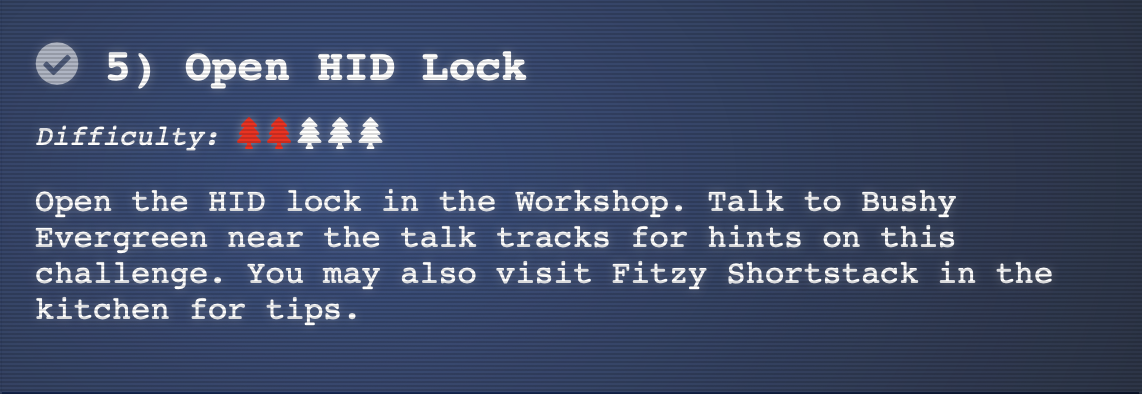 5) Open HID Lock
Difficulty:
Open the HID lock in the Workshop. Talk to Bushy
Evergreen near the talk tracks for hints on this
challenge. You may also visit Fitzy Shortstack in the
kitchen for tips.